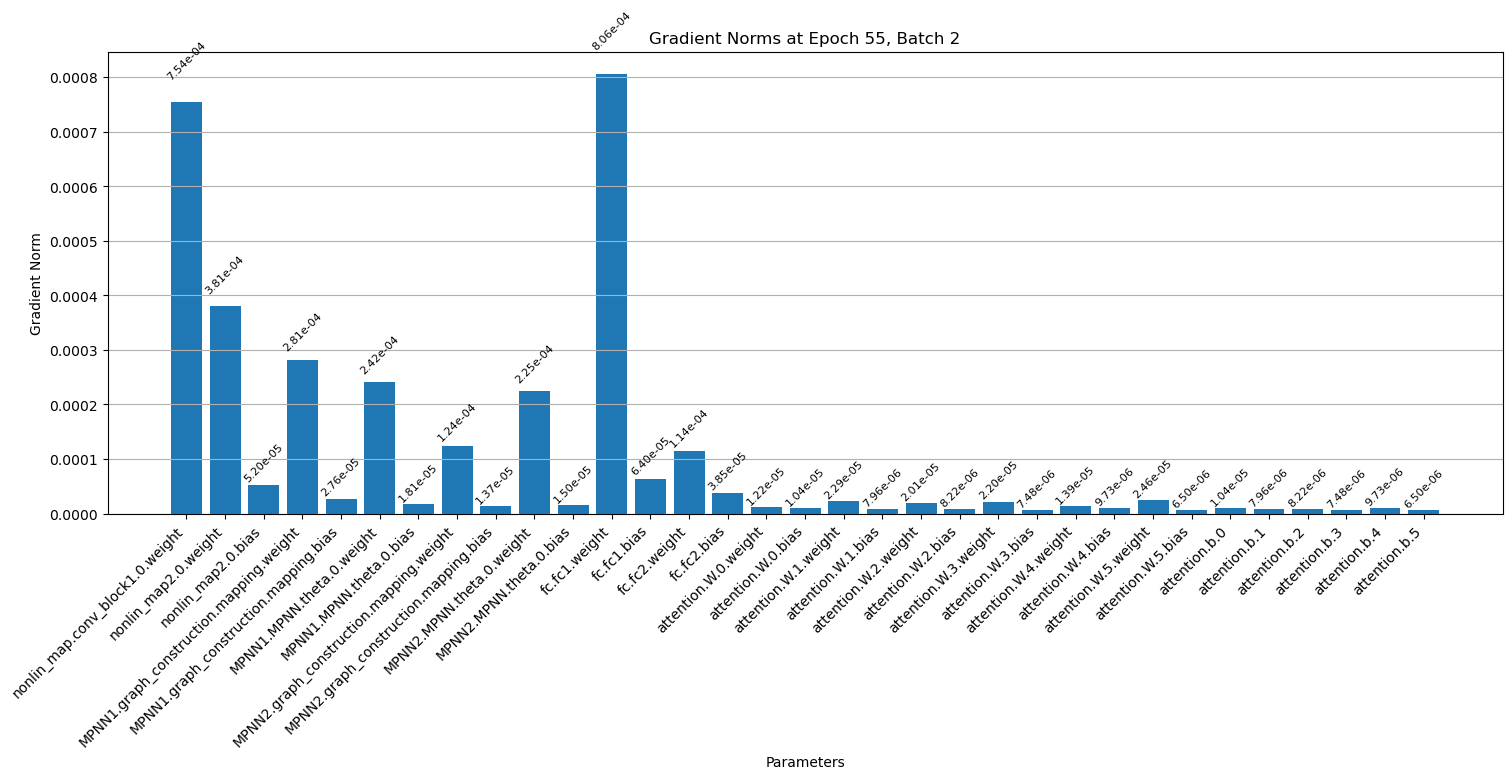 Gradient Norms at Epoch 55, Batch 2
Gradient Norm
0.0008
0.0007
0.0006
0.0005
0.0004
0.0003
0.0002
0.0001
0.0000
7.54e-04
3.81e-04
5.20e-05
2.81e-04
2.76e-05
2.42e-04
1.81e-05
1.24e-04
1.37e-05
2.25e-04
1.50e-05
8.06e-04
6.40e-05
1.14e-04
3.85e-05
1.22e-05
1.04e-05
2.29e-05
7.96e-06
2.01e-05
8.22e-06
2.20e-05
7.48e-06
1.39e-05
9.73e-06
2.46e-05
6.50e-06
1.04e-05
7.96e-06
8.22e-06
7.48e-06
9.73e-06
6.50e-06
nonlin_map.conv_block1.0.weight
nonlin_map2.0.weight
nonlin_map2.0.bias
MPNN1.graph_construction.mapping.weight
MPNN1.graph_construction.mapping.bias
MPNN1.MPNN.theta.0.weight
MPNN1.MPNN.theta.0.bias
MPNN2.graph_construction.mapping.weight
MPNN2.graph_construction.mapping.bias
MPNN2.MPNN.theta.0.weight
MPNN2.MPNN.theta.0.bias
fc.fc1.weight
fc.fc1.bias
fc.fc2.weight
fc.fc2.bias
attention.W.0.weight
attention.W.0.bias
attention.W.1.weight
attention.W.1.bias
attention.W.2.weight
attention.W.2.bias
attention.W.3.weight
attention.W.3.bias
attention.W.4.weight
attention.W.4.bias
attention.W.5.weight
attention.W.5.bias
attention.b.0
attention.b.1
attention.b.2
attention.b.3
attention.b.4
attention.b.5
Parameters